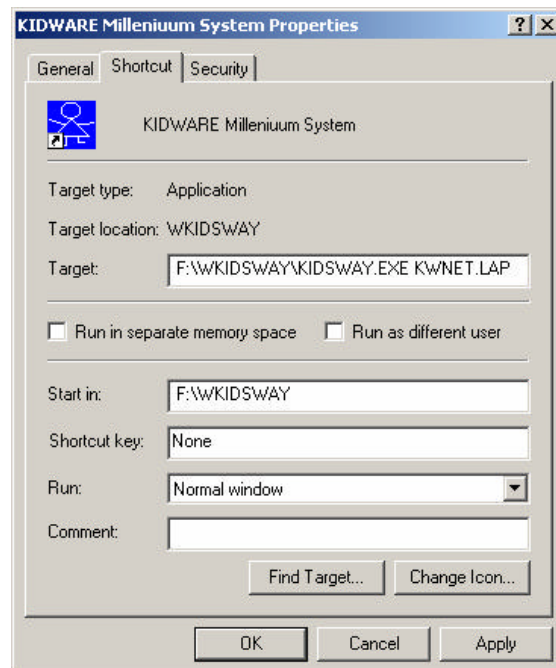 KIDWARE Milleniuum System Properties
General Shortcut Security
KIDWARE Milleniuum System
Target type: Application
Target location: WKIDSWAY
Target: F:\WKIDSWAY\KIDSWAY.EXE KWNET.LAP
Run in separate memory space Run as different user
Start in: F:\WKIDSWAY
Shortcut key: None
Run: Normal window
Comment:
Find Target... Change Icon...
OK Cancel Apply